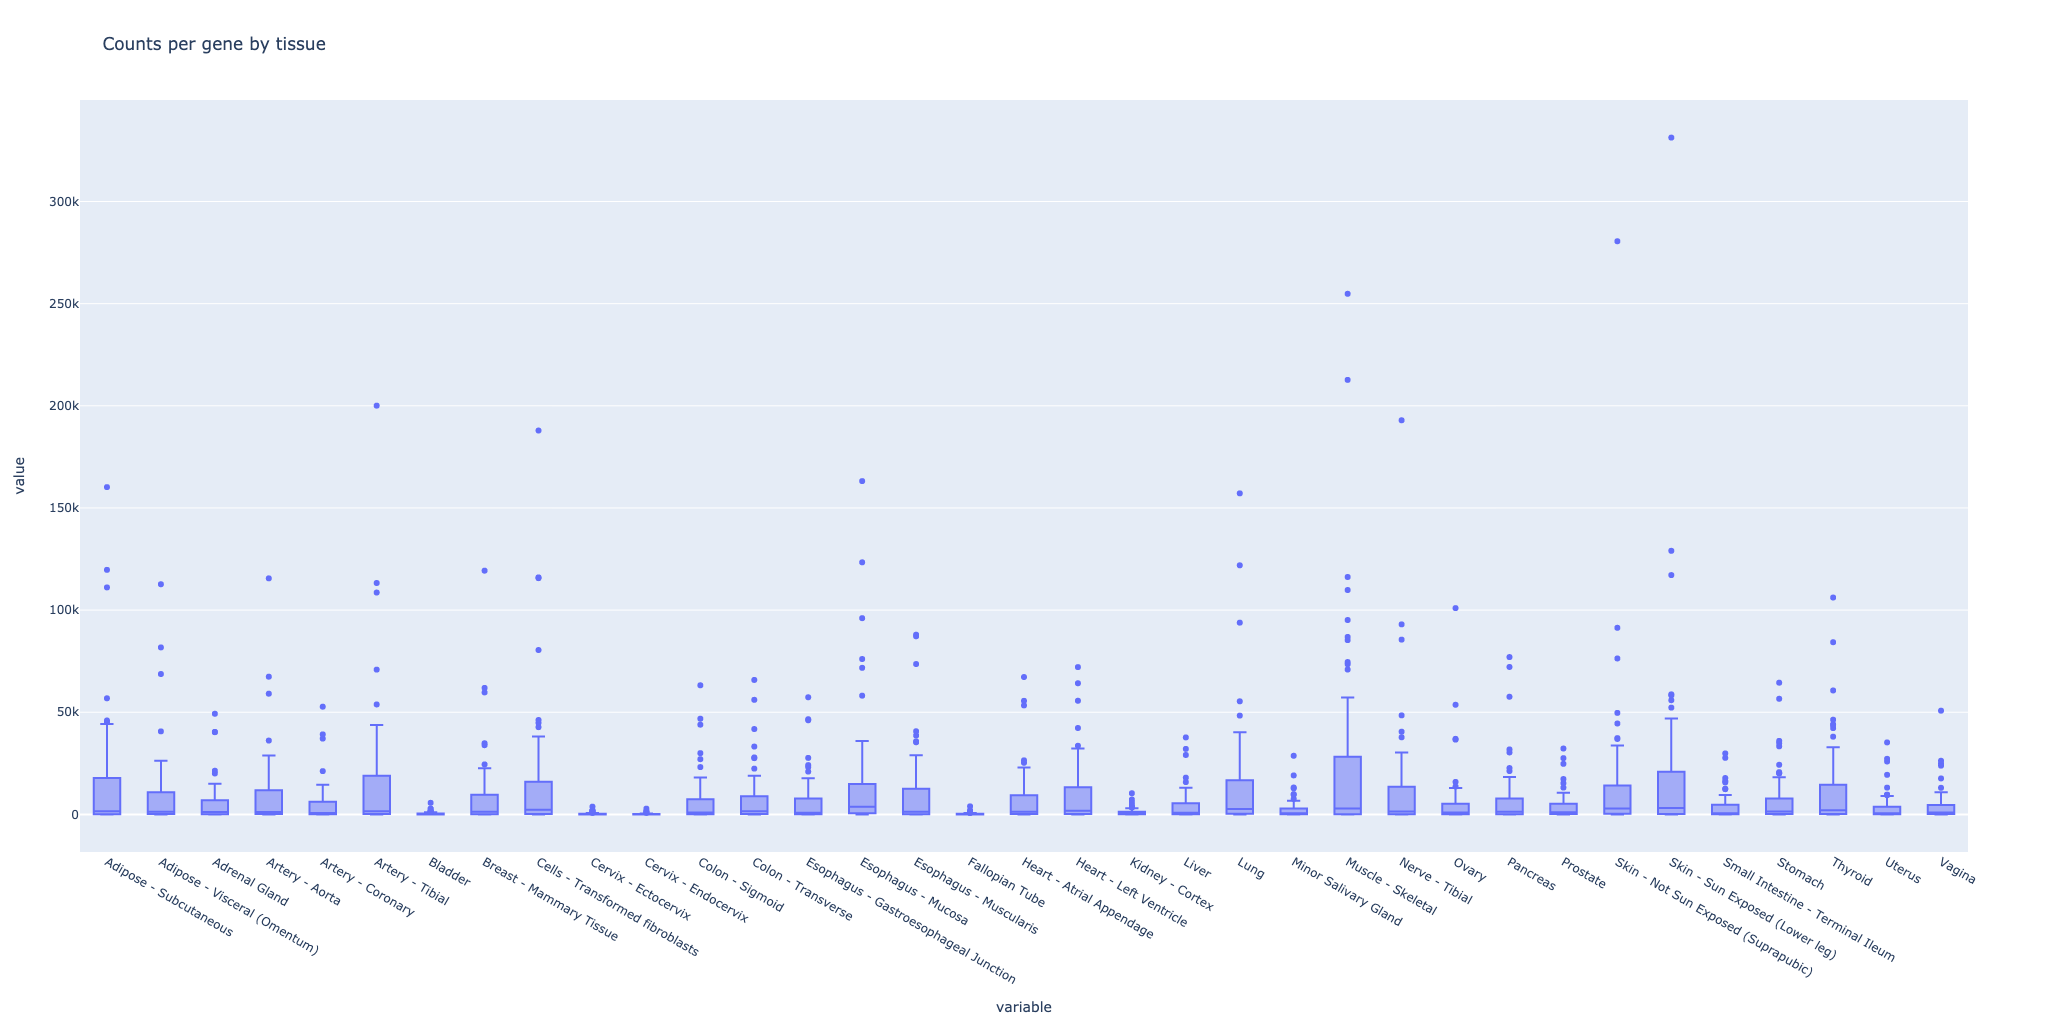 Counts per gene by tissue
300k
250k
200k
150k
100k
50k
0
value
Adipose - Subcutaneous
Adipose - Visceral (Omentum)
Adrenal Gland
Artery - Aorta
Artery - Coronary
Artery - Tibial
Bladder
Breast - Mammary Tissue
Cells - Transformed fibroblasts
Cervix - Ectocervix
Cervix - Endocervix
Colon - Sigmoid
Colon - Transverse
Esophagus - Gastroesophageal Junction
Esophagus - Mucosa
Esophagus - Muscularis
Fallopian Tube
Heart - Atrial Appendage
Heart - Left Ventricle
Kidney - Cortex
Liver
Lung
Minor Salivary Gland
Muscle - Skeletal
Nerve - Tibial
Ovary
Pancreas
Prostate
Skin - Not Sun Exposed (Suprapubic)
Skin - Sun Exposed (Lower leg)
Small Intestine - Terminal Ileum
Stomach
Thyroid
Uterus
Vagina
variable